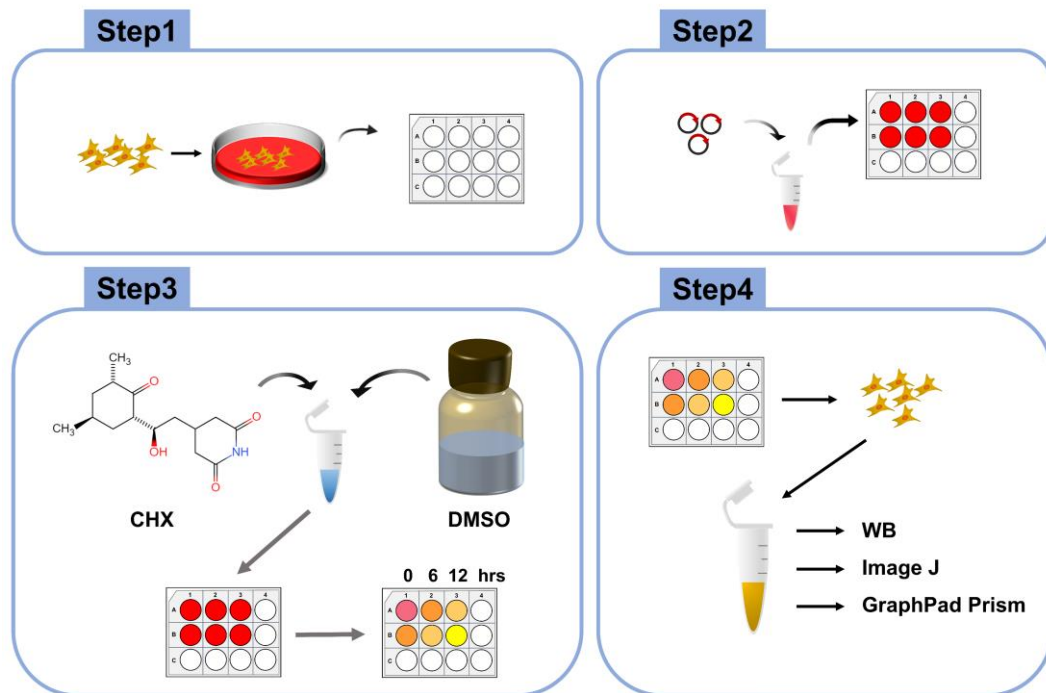 Step1
1 2 3 4
A
B
C
Step2
1 2 3 4
A
B
C
Step3
CH₃
O
CH₃
OH
O
NH
O
CHX
DMSO
1 2 3 4
A
B
C
0 6 12 hrs
1 2 3 4
A
B
C
Step4
1 2 3 4
A
B
C
WB
Image J
GraphPad Prism